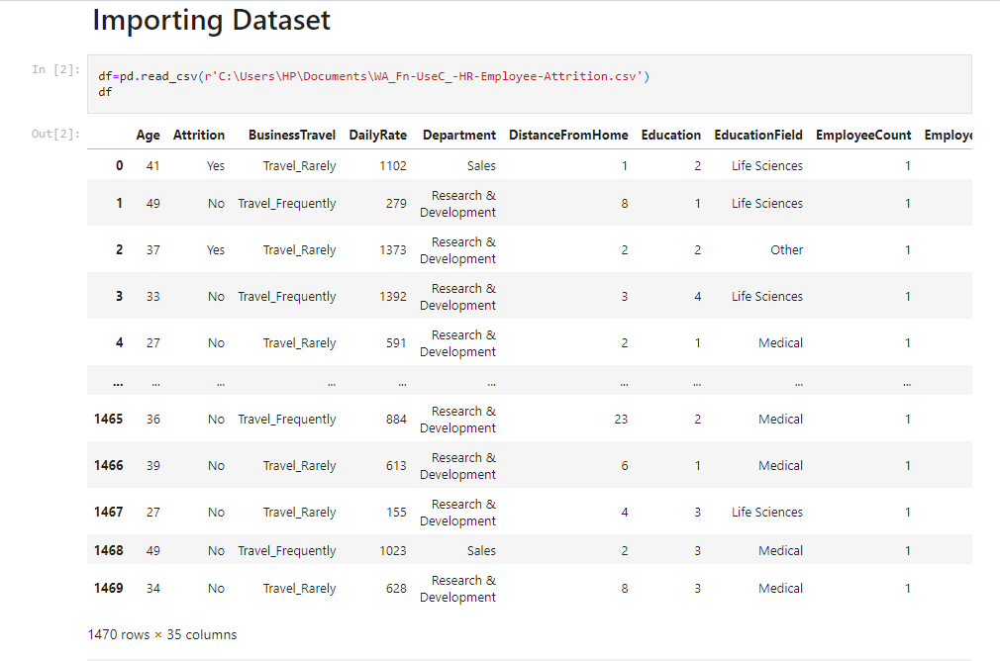 Importing Dataset
In [2]: df=pd.read_csv(r'C:\Users\HP\Documents\WA_Fn-UseC_-HR-Employee-Attrition.csv')
df
Out[2]:
Age Attrition BusinessTravel DailyRate Department DistanceFromHome Education EducationField EmployeeCount Employe
0 41 Yes Travel_Rarely 1102 Sales 1 2 Life Sciences 1
1 49 No Travel_Frequently 279 Research & Development 8 1 Life Sciences 1
2 37 Yes Travel_Rarely 1373 Research & Development 2 2 Other 1
3 33 No Travel_Frequently 1392 Research & Development 3 4 Life Sciences 1
4 27 No Travel_Rarely 591 Research & Development 2 1 Medical 1
... ... ... ... ... ... ... ... ... ...
1465 36 No Travel_Frequently 884 Research & Development 23 2 Medical 1
1466 39 No Travel_Rarely 613 Research & Development 6 1 Medical 1
1467 27 No Travel_Rarely 155 Research & Development 4 3 Life Sciences 1
1468 49 No Travel_Frequently 1023 Sales 2 3 Medical 1
1469 34 No Travel_Rarely 628 Research & Development 8 3 Medical 1
1470 rows × 35 columns